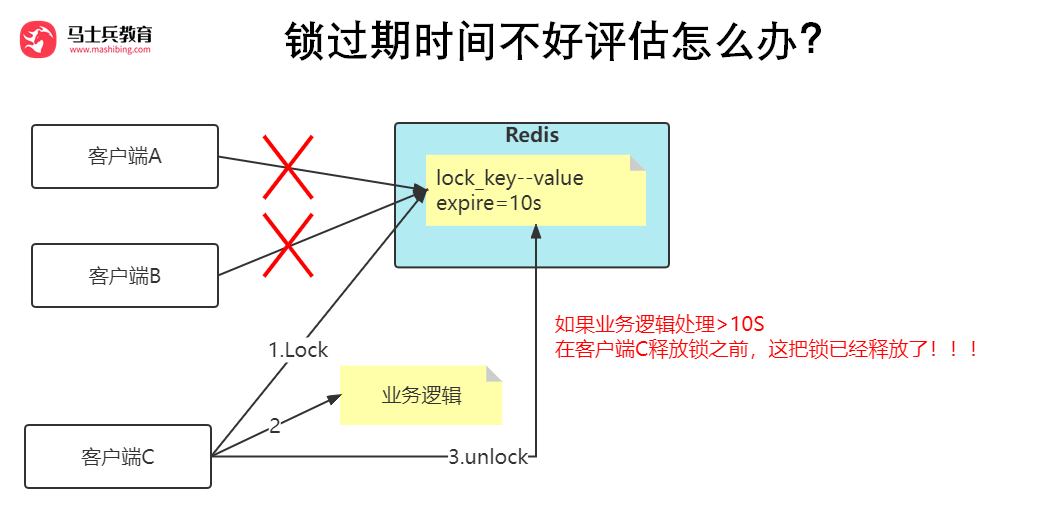 马士兵教育
www.mashibing.com
锁过期时间不好评估怎么办?
客户端A
Redis
lock_key--value
expire=10s
客户端B
如果业务逻辑处理>10S
在客户端C释放锁之前，这把锁已经释放了！！！
1.Lock
业务逻辑
2
客户端C
3.unlock